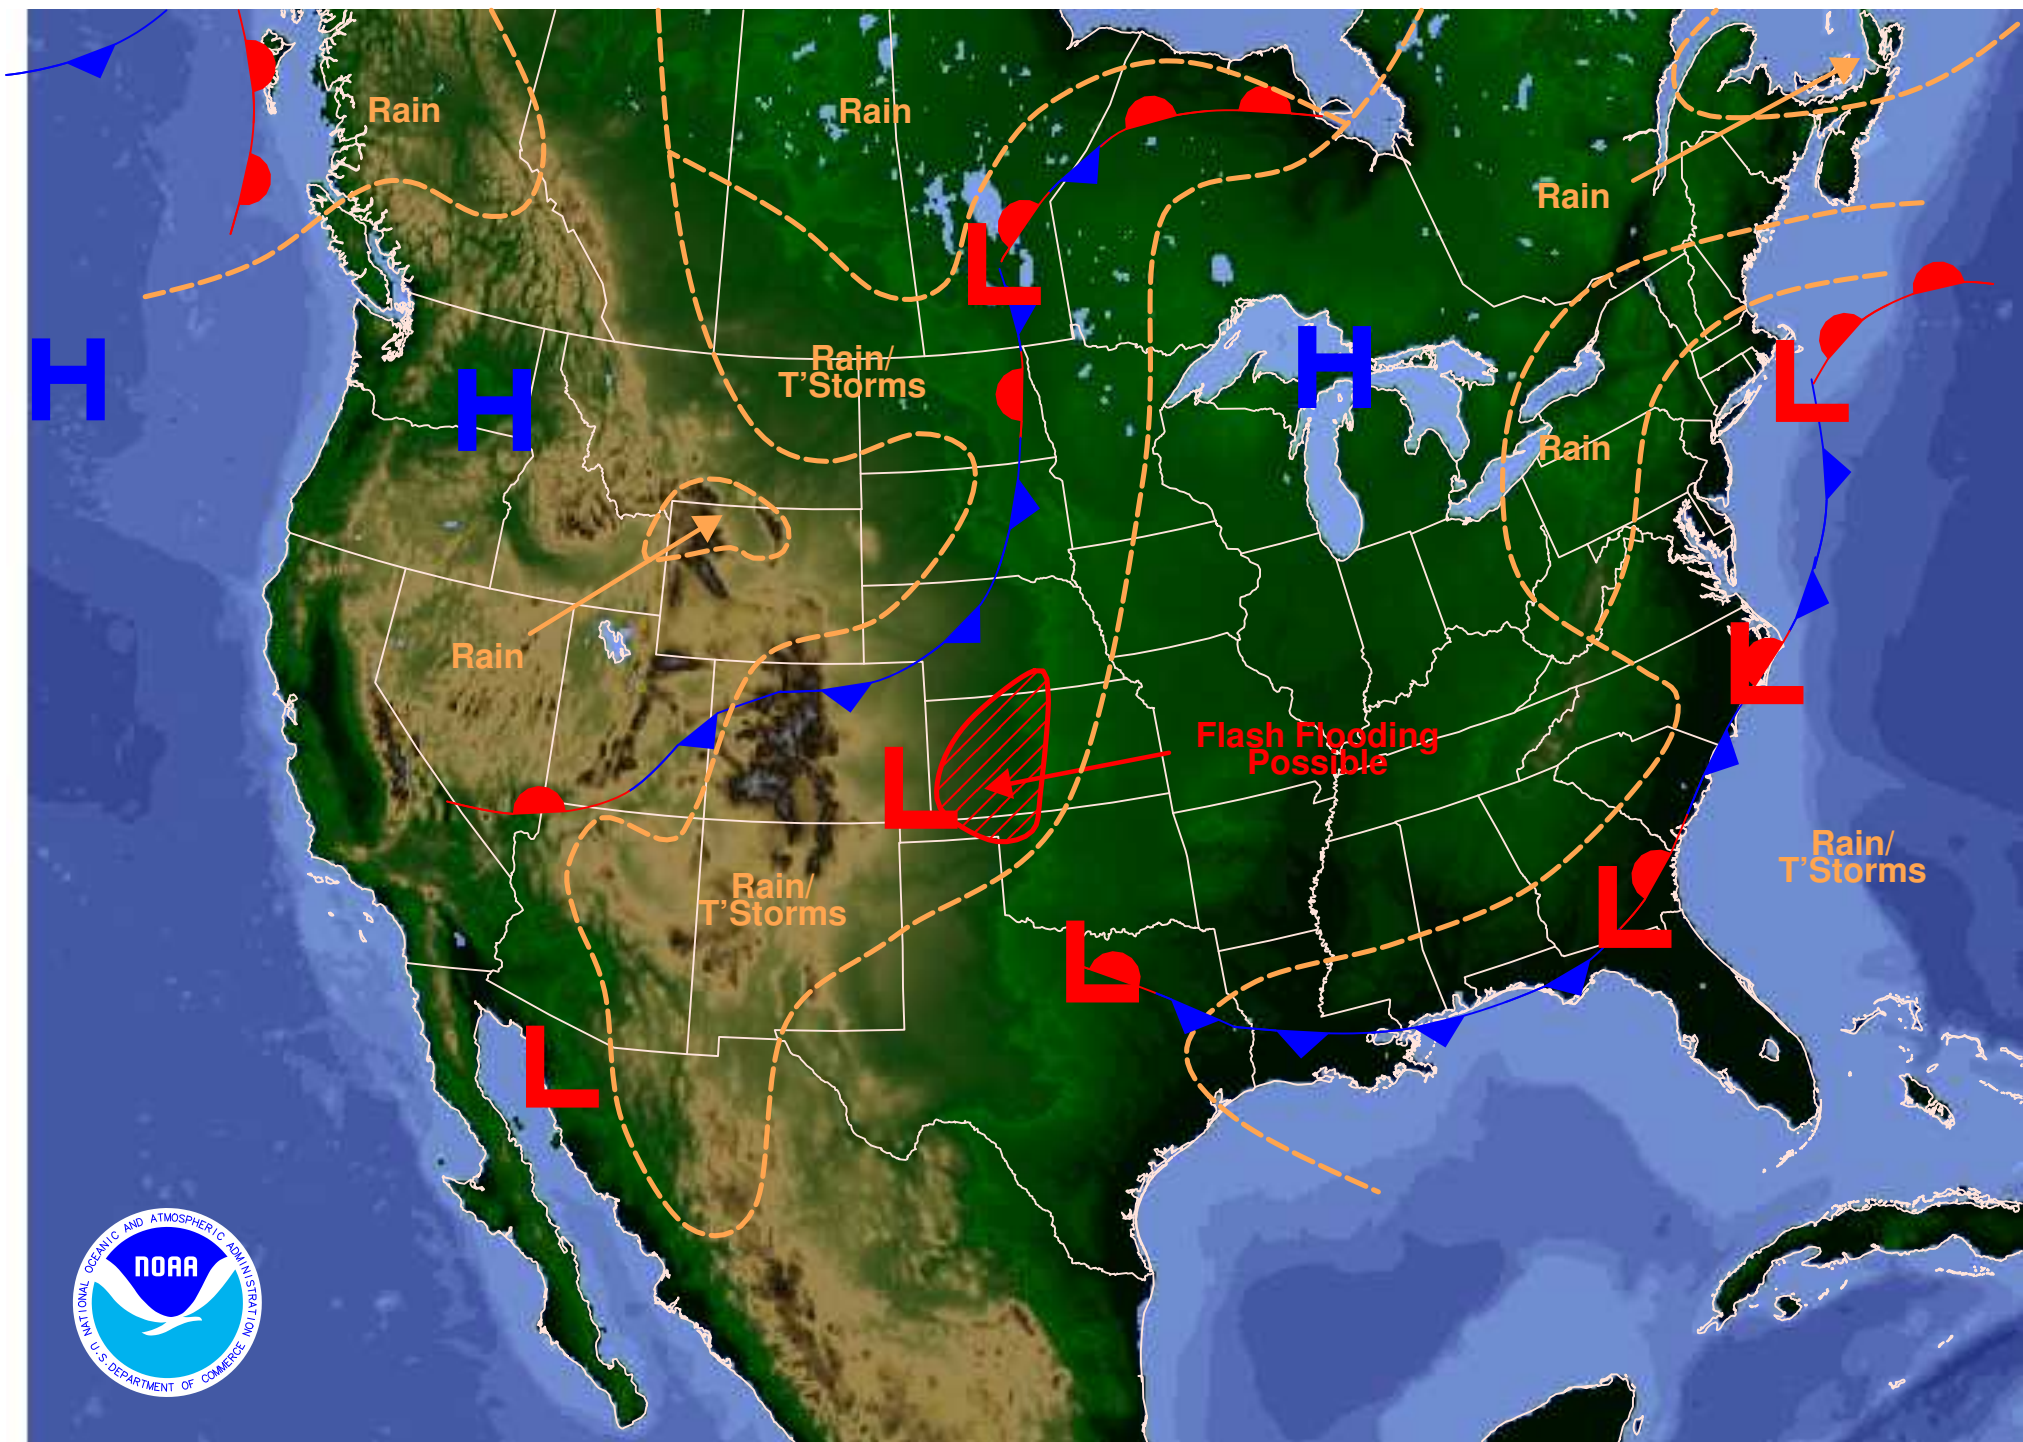 Rain
Rain
Rain
Rain/
T'Storms
H
H
H
L
L
Rain
Rain
L
Flash Flooding
Possible
L
Rain/
T'Storms
Rain/
T'Storms
L
L
L
NATIONAL OCEANIC AND ATMOSPHERIC ADMINISTRATION
NOAA
U.S. DEPARTMENT OF COMMERCE